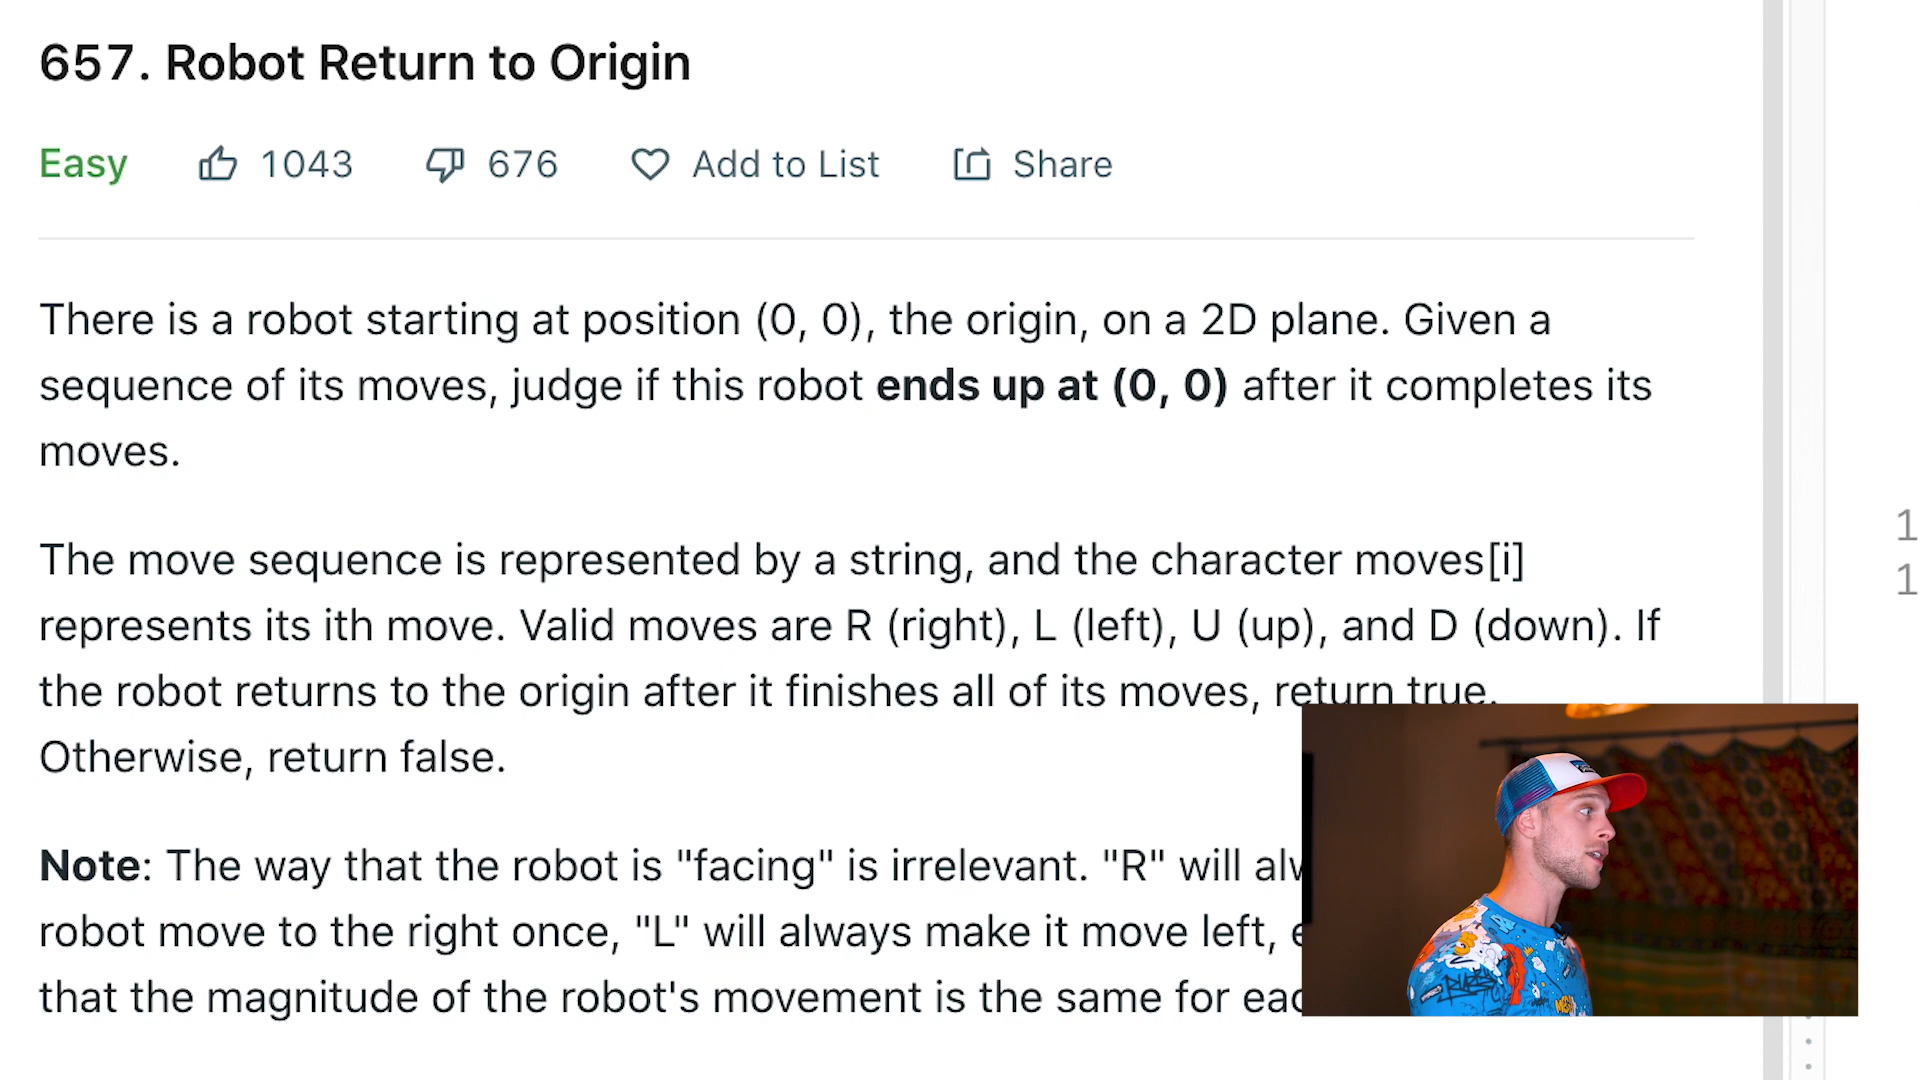 657. Robot Return to Origin
Easy 1043 676 Add to List Share
There is a robot starting at position (0, 0), the origin, on a 2D plane. Given a
sequence of its moves, judge if this robot ends up at (0, 0) after it completes its
moves.
The move sequence is represented by a string, and the character moves[i]
represents its ith move. Valid moves are R (right), L (left), U (up), and D (down). If
the robot returns to the origin after it finishes all of its moves, return true.
Otherwise, return false.
Note: The way that the robot is "facing" is irrelevant. "R" will
robot move to the right once, "L" will always make it move left,
that the magnitude of the robot's movement is the same for
1
1